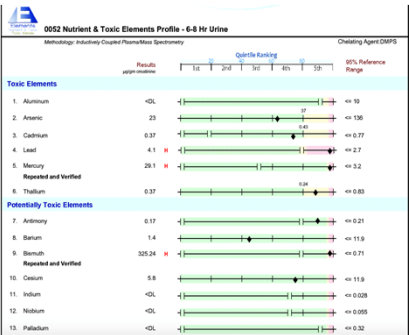 0052 Nutrient & Toxic Elements Profile - 6-8 Hr Urine
Methodology: Inductively Coupled Plasma/Mass Spectrometry Chelating Agent:DMPS
Quintile Ranking
Results 95% Reference
µg/gm creatinine 1st 2nd 3rd 4th 5th Range
Toxic Elements
1. Aluminum <DL <= 10
37
2. Arsenic 23 <= 136
0.43
3. Cadmium 0.37 <= 0.77
4. Lead 4.1 H <= 2.7
5. Mercury 29.1 H <= 3.2
Repeated and Verified
0.24
6. Thallium 0.37 <= 0.83
Potentially Toxic Elements
7. Antimony 0.17 <= 0.21
8. Barium 1.4 <= 11.9
9. Bismuth 325.24 H <= 0.71
Repeated and Verified
10. Cesium 5.8 <= 11.9
11. Indium <DL <= 0.028
12. Niobium <DL <= 0.055
13. Palladium <DL <= 0.32